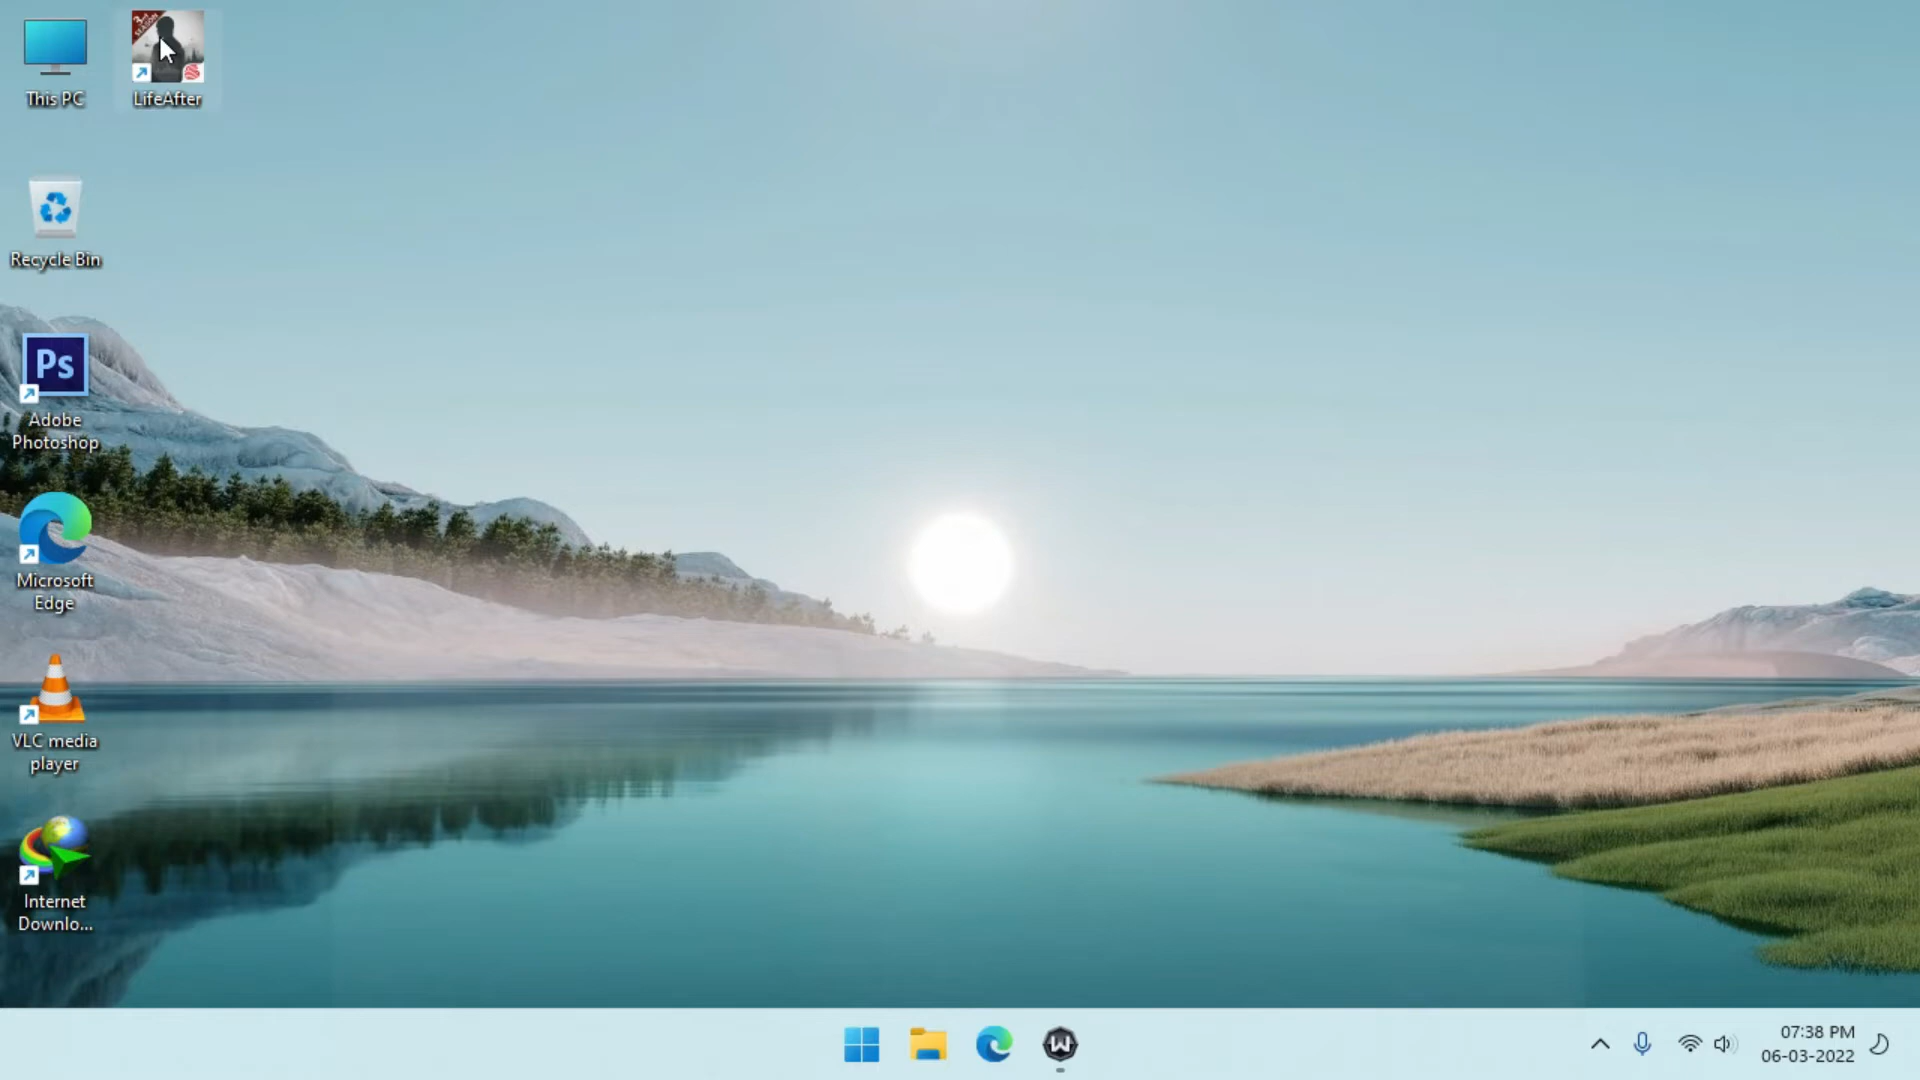 This PC
LifeAfter
Recycle Bin
Ps
Adobe
Photoshop
Microsoft
Edge
VLC media
player
Internet
Downlo...
W
07:38 PM
06-03-2022